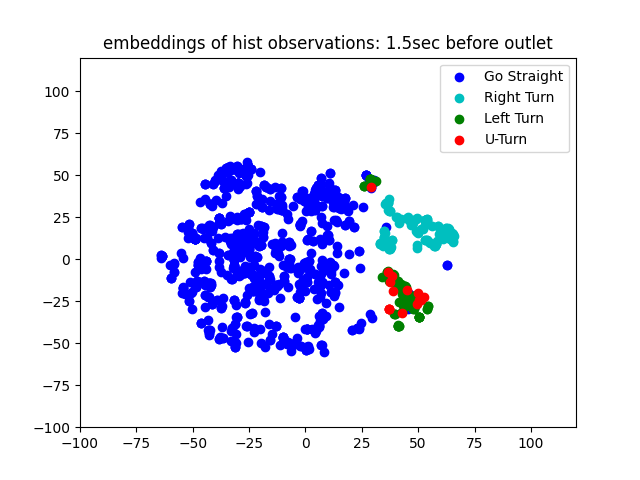 embeddings of hist observations: 1.5sec before outlet
Go Straight
Right Turn
Left Turn
U-Turn
100
75
50
25
0
−25
−50
−75
−100
−100 −75 −50 −25 0 25 50 75 100